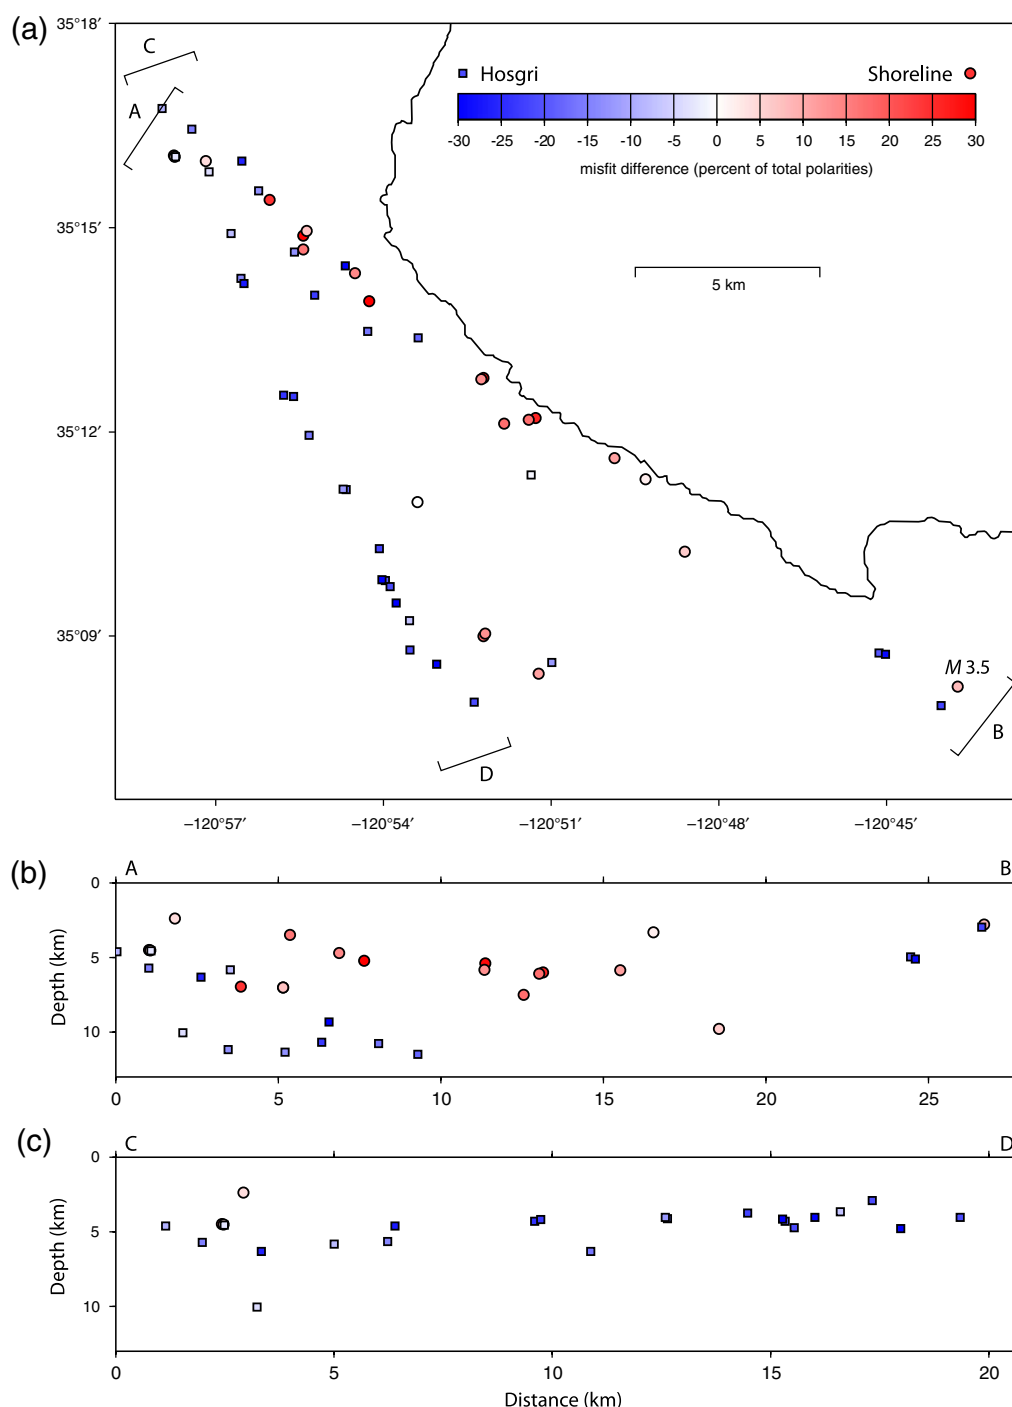 (a)
35°18′
35°15′
35°12′
35°09′
C
A
Hosgri
Shoreline
-30 -25 -20 -15 -10 -5 0 5 10 15 20 25 30
misfit difference (percent of total polarities)
5 km
M 3.5
B
D
−120°57′ −120°54′ −120°51′ −120°48′ −120°45′
(b)
A B
0
5
10
Depth (km)
0 5 10 15 20 25
(c)
C D
0
5
10
Depth (km)
0 5 10 15 20
Distance (km)